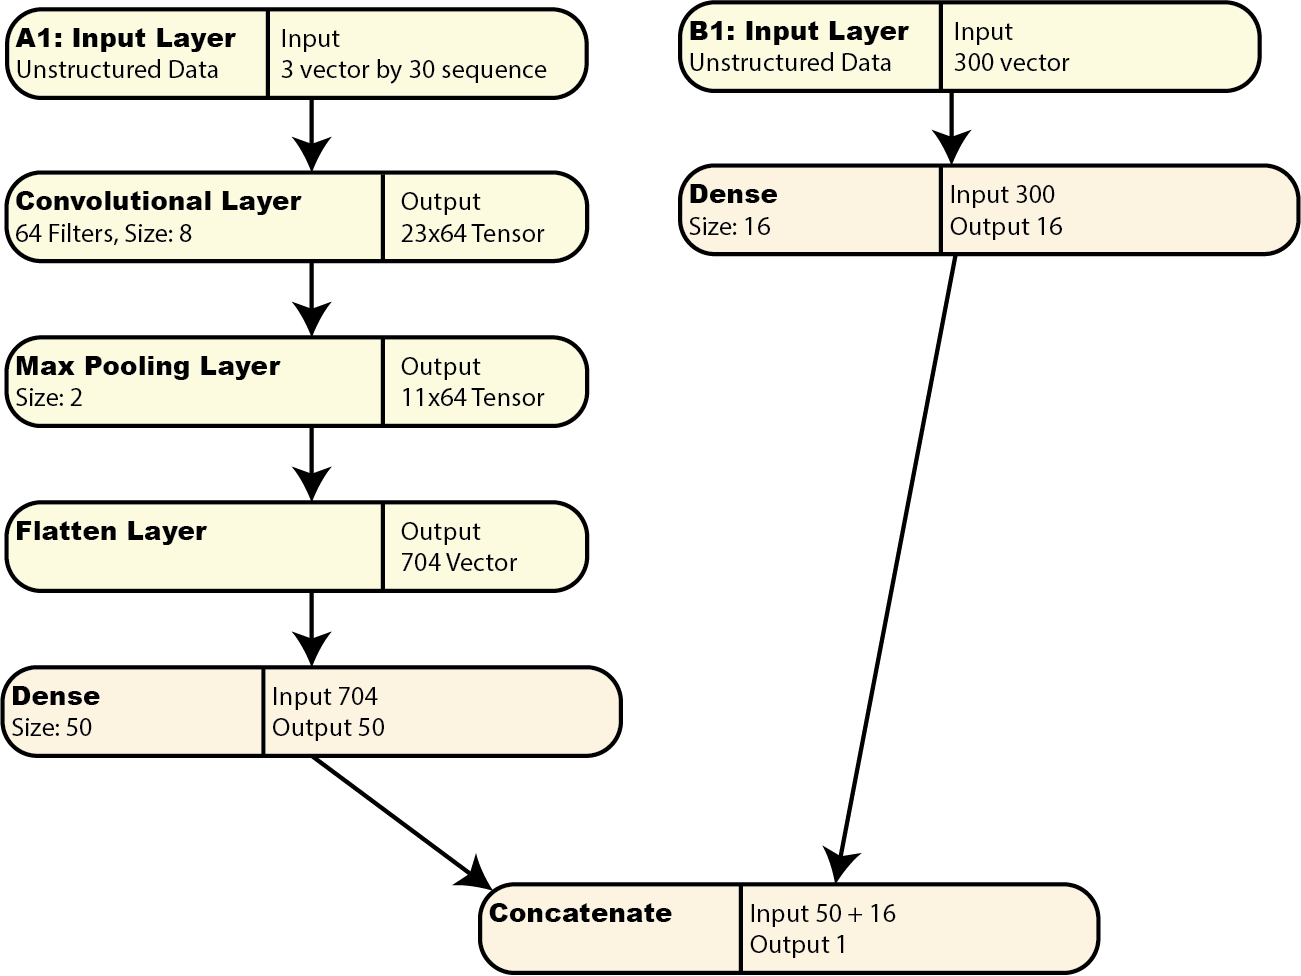 A1: Input Layer
Unstructured Data
Input
3 vector by 30 sequence
Convolutional Layer
64 Filters, Size: 8
Output
23x64 Tensor
Max Pooling Layer
Size: 2
Output
11x64 Tensor
Flatten Layer
Output
704 Vector
Dense
Size: 50
Input 704
Output 50
B1: Input Layer
Unstructured Data
Input
300 vector
Dense
Size: 16
Input 300
Output 16
Concatenate
Input 50 + 16
Output 1